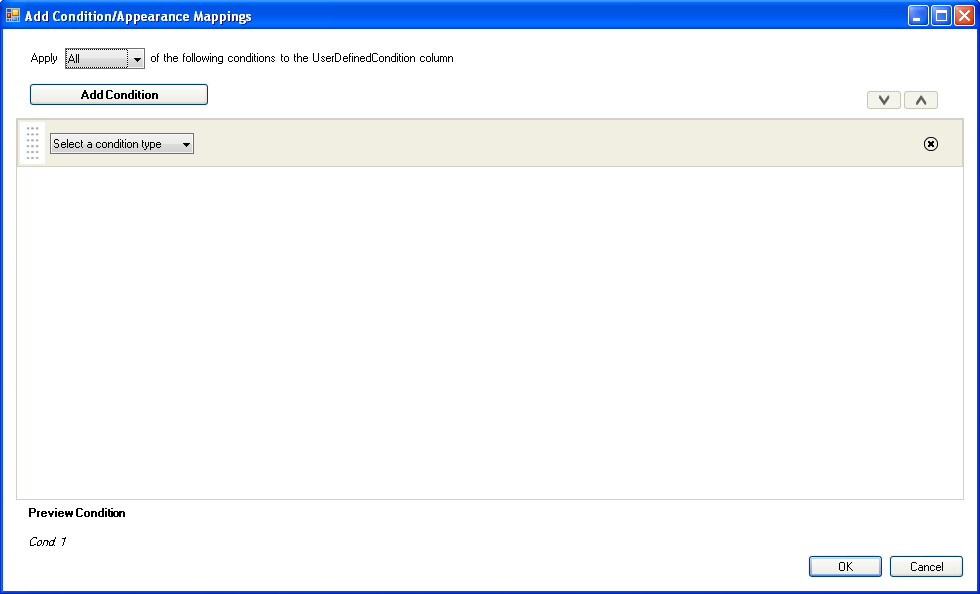 Add Condition/Appearance Mappings
Apply All of the following conditions to the UserDefinedCondition column
Add Condition
Select a condition type
Preview Condition
Cond. 1
OK Cancel